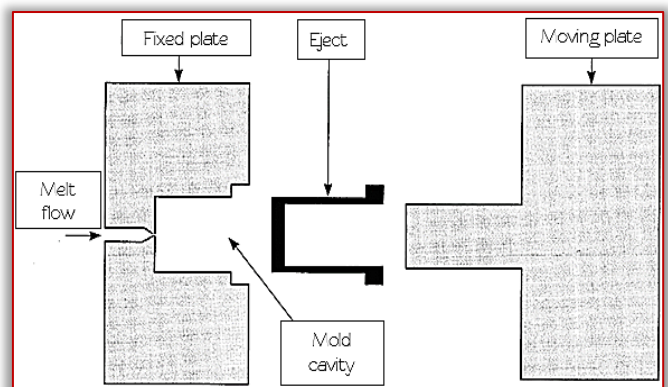 Fixed plate
Eject
Moving plate
Melt
flow
Mold
cavity